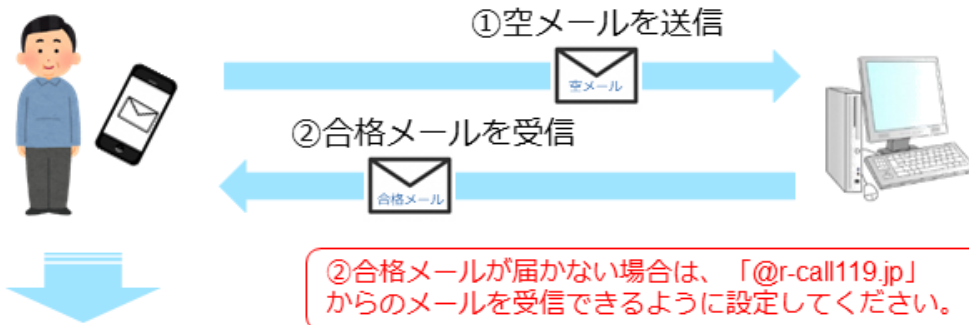 ①空メールを送信
空メール
②合格メールを受信
合格メール
②合格メールが届かない場合は、「@r-call119.jp」
からのメールを受信できるように設定してください。